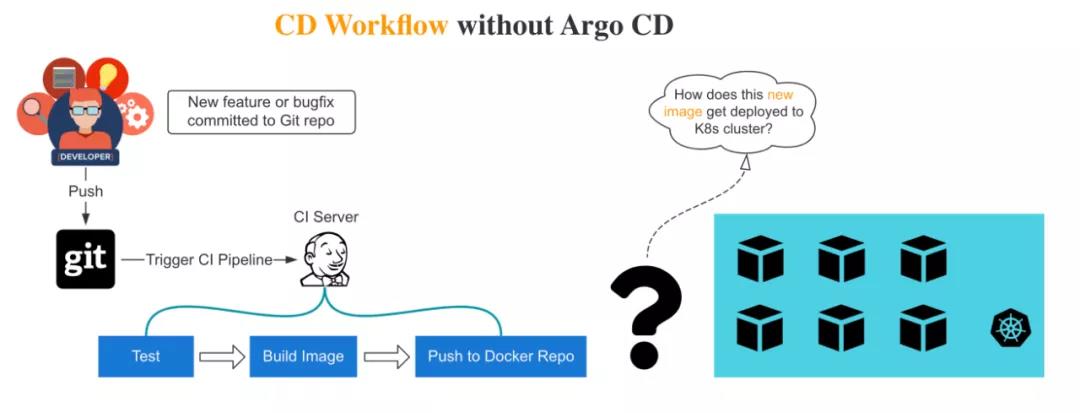 CD Workflow without Argo CD
New feature or bugfix
committed to Git repo
DEVELOPER
Push
git
Trigger CI Pipeline
CI Server
Test
Build Image
Push to Docker Repo
?
How does this new
image get deployed to
K8s cluster?